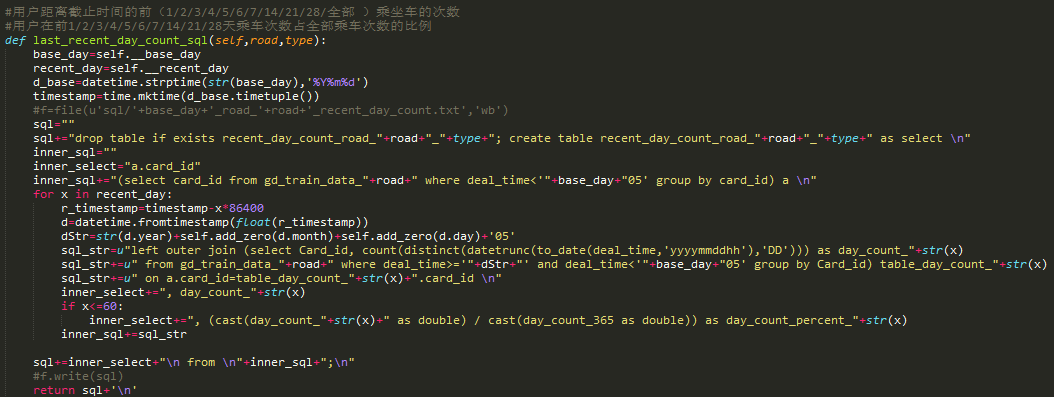 #用户距离截止时间的前（1/2/3/4/5/6/7/14/21/28/全部 ）乘坐车的次数
#用户在前1/2/3/4/5/6/7/14/21/28天乘车次数占全部乘车次数的比例
def last_recent_day_count_sql(self,road,type):
    base_day=self.__base_day
    recent_day=self.__recent_day
    d_base=datetime.strptime(str(base_day),'%Y%m%d')
    timestamp=time.mktime(d_base.timetuple())
    #f=file(u'sql/'+base_day+'_road_'+road+'_recent_day_count.txt','wb')
    sql=""
    sql+="drop table if exists recent_day_count_road_"+road+"_"+type+"; create table recent_day_count_road_"+road+"_"+type+" as select \n"
    inner_sql=""
    inner_select="a.card_id"
    inner_sql+="(select card_id from gd_train_data_"+road+" where deal_time<'"+base_day+"05' group by card_id) a \n"
    for x in recent_day:
        r_timestamp=timestamp-x*86400
        d=datetime.fromtimestamp(float(r_timestamp))
        dStr=str(d.year)+self.add_zero(d.month)+self.add_zero(d.day)+'05'
        sql_str=u"left outer join (select Card_id, count(distinct(datetrunc(to_date(deal_time,'yyyymmddhh'),'DD'))) as day_count_"+str(x)
        sql_str+=u" from gd_train_data_"+road+" where deal_time>='"+dStr+"' and deal_time<'"+base_day+"05' group by Card_id) table_day_count_"+str(x)
        sql_str+=u" on a.card_id=table_day_count_"+str(x)+".card_id \n"
        inner_select+=", day_count_"+str(x)
        if x<=60:
            inner_select+=", (cast(day_count_"+str(x)+" as double) / cast(day_count_365 as double)) as day_count_percent_"+str(x)
        inner_sql+=sql_str
    sql+=inner_select+"\n from \n"+inner_sql+";\n"
    #f.write(sql)
    return sql+'\n'